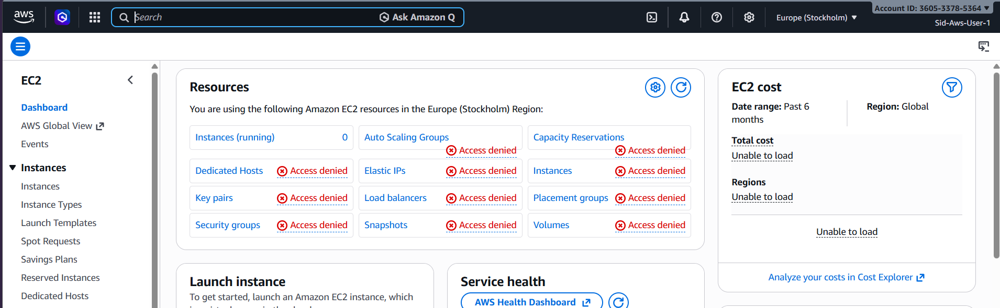 aws
Search
Ask Amazon Q
Europe (Stockholm)
Account ID: 3605-3378-5364
Sid-Aws-User-1
EC2
Dashboard
AWS Global View
Events
Instances
Instances
Instance Types
Launch Templates
Spot Requests
Savings Plans
Reserved Instances
Dedicated Hosts
Resources
You are using the following Amazon EC2 resources in the Europe (Stockholm) Region:
Instances (running) 0
Auto Scaling Groups
Access denied
Capacity Reservations
Access denied
Dedicated Hosts Access denied
Elastic IPs Access denied
Instances Access denied
Key pairs Access denied
Load balancers Access denied
Placement groups Access denied
Security groups Access denied
Snapshots Access denied
Volumes Access denied
Launch instance
To get started, launch an Amazon EC2 instance, which
Service health
AWS Health Dashboard
EC2 cost
Date range: Past 6
months
Region: Global
Total cost
Unable to load
Regions
Unable to load
Unable to load
Analyze your costs in Cost Explorer